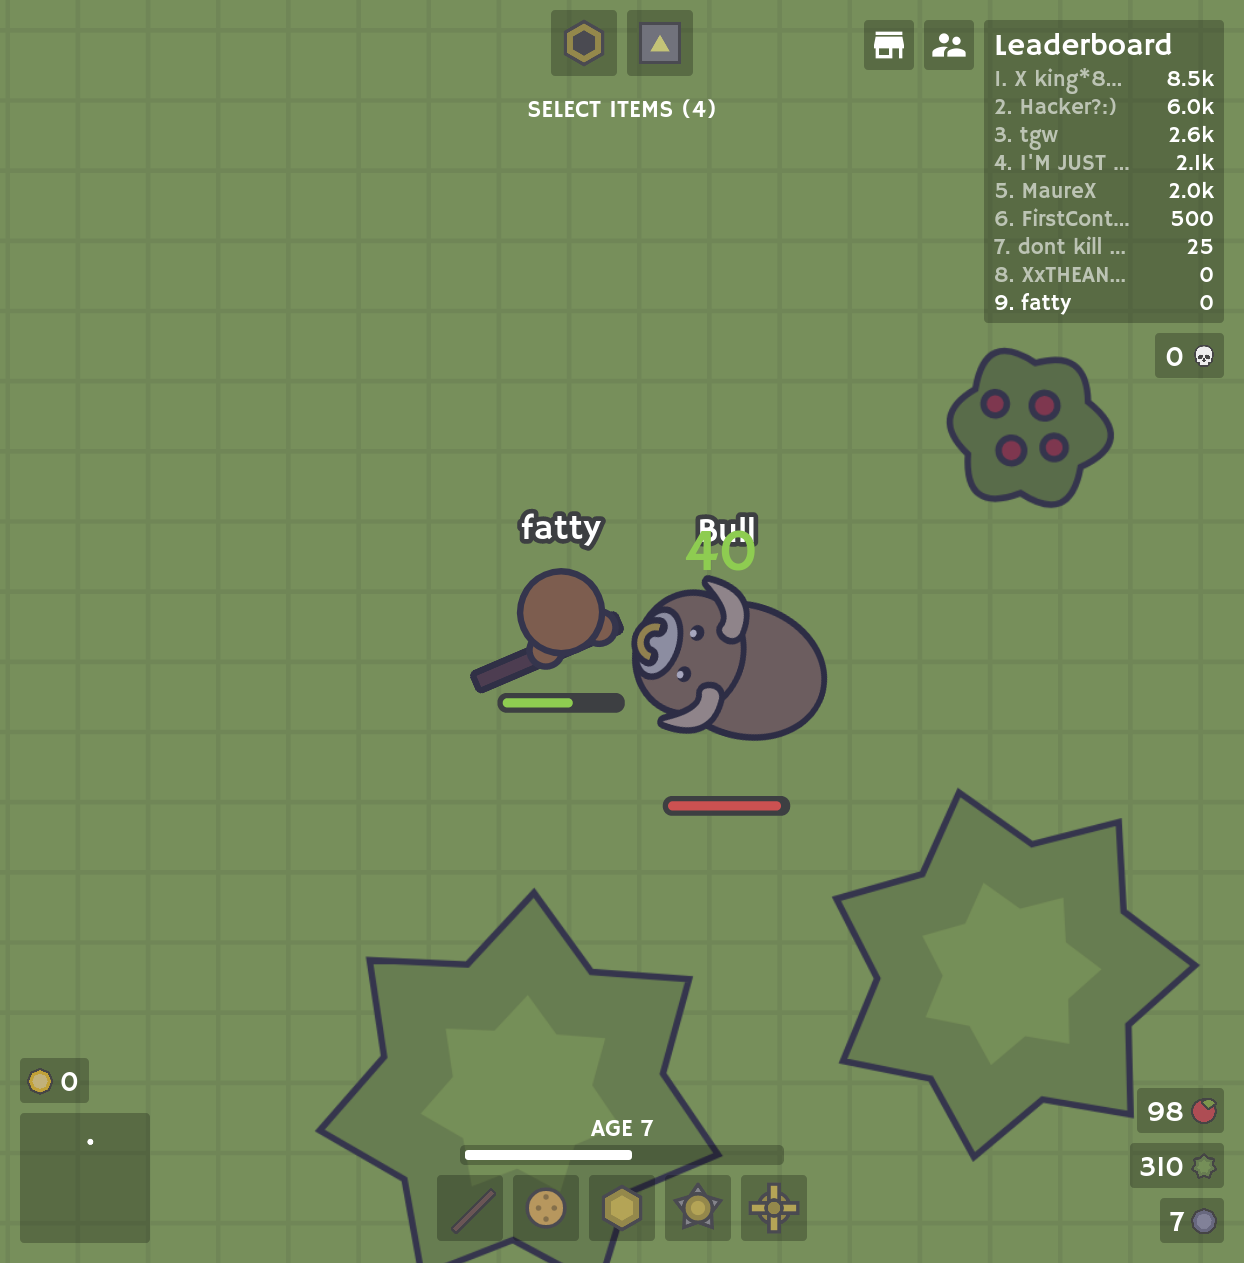 SELECT ITEMS (4)
Leaderboard
1. X king*8... 8.5k
2. Hacker?:) 6.0k
3. tgw 2.6k
4. I'M JUST ... 2.1k
5. MaureX 2.0k
6. FirstCont... 500
7. dont kill ... 25
8. XxTHEAN... 0
9. fatty 0
0
fatty
Bull
40
0
98
AGE 7
310
7